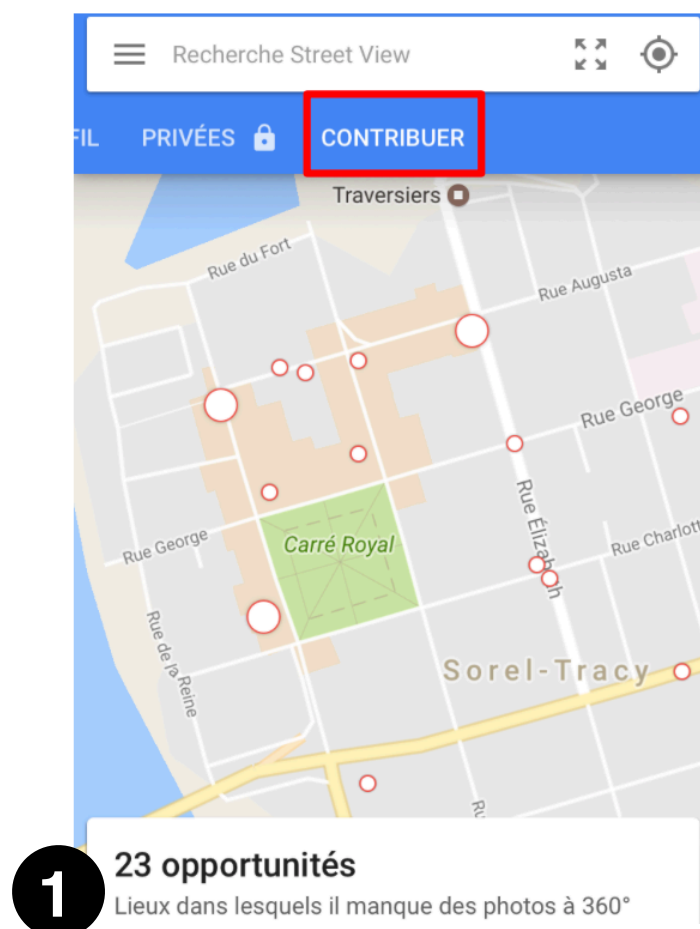 Recherche Street View
FIL PRIVÉES CONTRIBUER
Traversiers
Rue du Fort
Rue Augusta
Rue George
Rue Élizabeth
Rue George
Carré Royal
Rue Charlott
Rue de la Reine
Sorel-Tracy
Ru
23 opportunités
1
Lieux dans lesquels il manque des photos à 360°